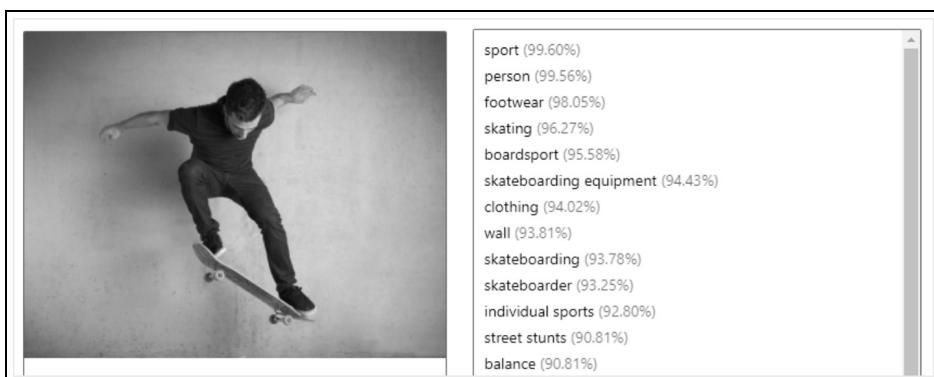 sport (99.60%)
person (99.56%)
footwear (98.05%)
skating (96.27%)
boardsport (95.58%)
skateboarding equipment (94.43%)
clothing (94.02%)
wall (93.81%)
skateboarding (93.78%)
skateboarder (93.25%)
individual sports (92.80%)
street stunts (90.81%)
balance (90.81%)